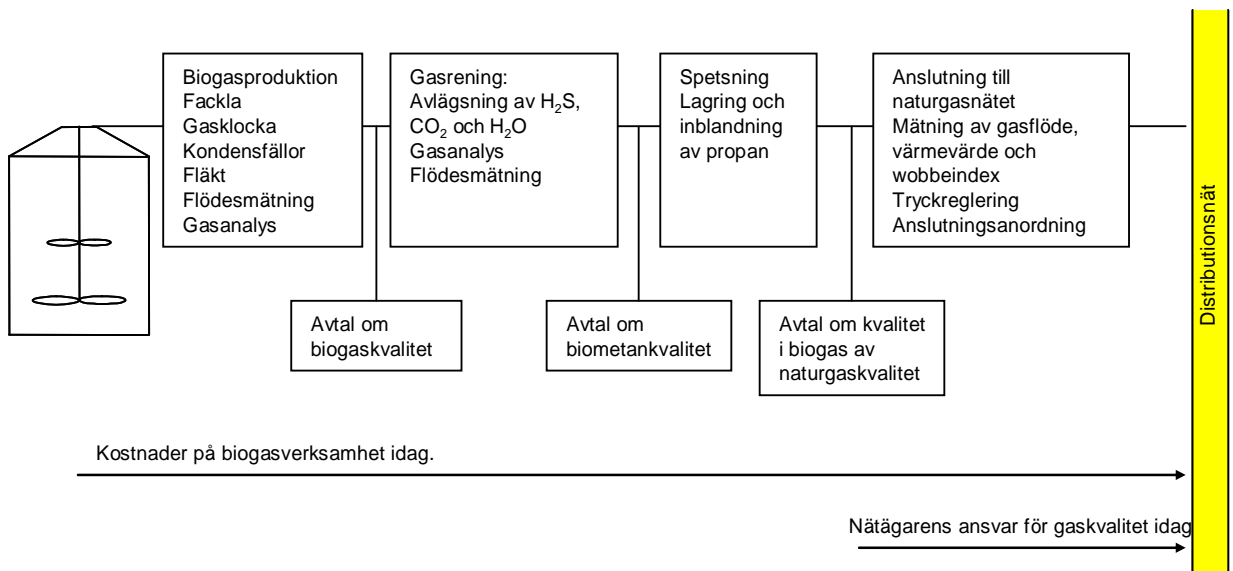 Biogasproduktion
Fackla
Gasklocka
Kondensfällor
Fläkt
Flödesmätning
Gasanalys
Gasrening:
Avlägsning av H₂S,
CO₂ och H₂O
Gasanalys
Flödesmätning
Spetsning
Lagring och
inblandning
av propan
Anslutning till
naturgasnätet
Mätning av gasflöde,
värmevärde och
wobbeindex
Tryckreglering
Anslutningsanordning
Distributionsnät
Avtal om
biogaskvalitet
Avtal om
biometankvalitet
Avtal om kvalitet
i biogas av
naturgaskvalitet
Kostnader på biogasverksamhet idag.
Nätägarens ansvar för gaskvalitet idag